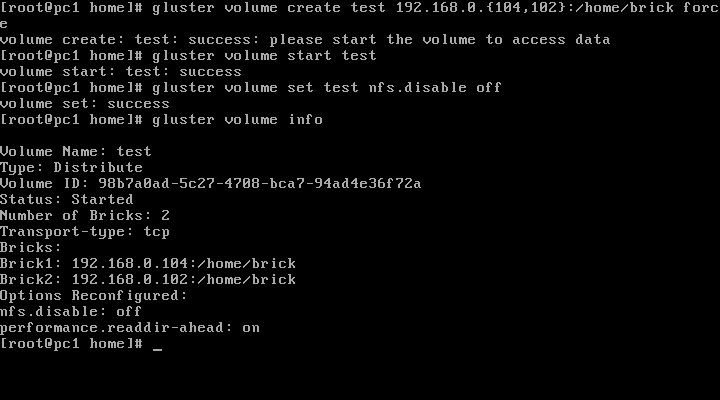 [root@pc1 home]# gluster volume create test 192.168.0.{104,102}:/home/brick forc
e
volume create: test: success: please start the volume to access data
[root@pc1 home]# gluster volume start test
volume start: test: success
[root@pc1 home]# gluster volume set test nfs.disable off
volume set: success
[root@pc1 home]# gluster volume info

Volume Name: test
Type: Distribute
Volume ID: 98b7a0ad-5c27-4708-bca7-94ad4e36f72a
Status: Started
Number of Bricks: 2
Transport-type: tcp
Bricks:
Brick1: 192.168.0.104:/home/brick
Brick2: 192.168.0.102:/home/brick
Options Reconfigured:
nfs.disable: off
performance.readdir-ahead: on
[root@pc1 home]# _